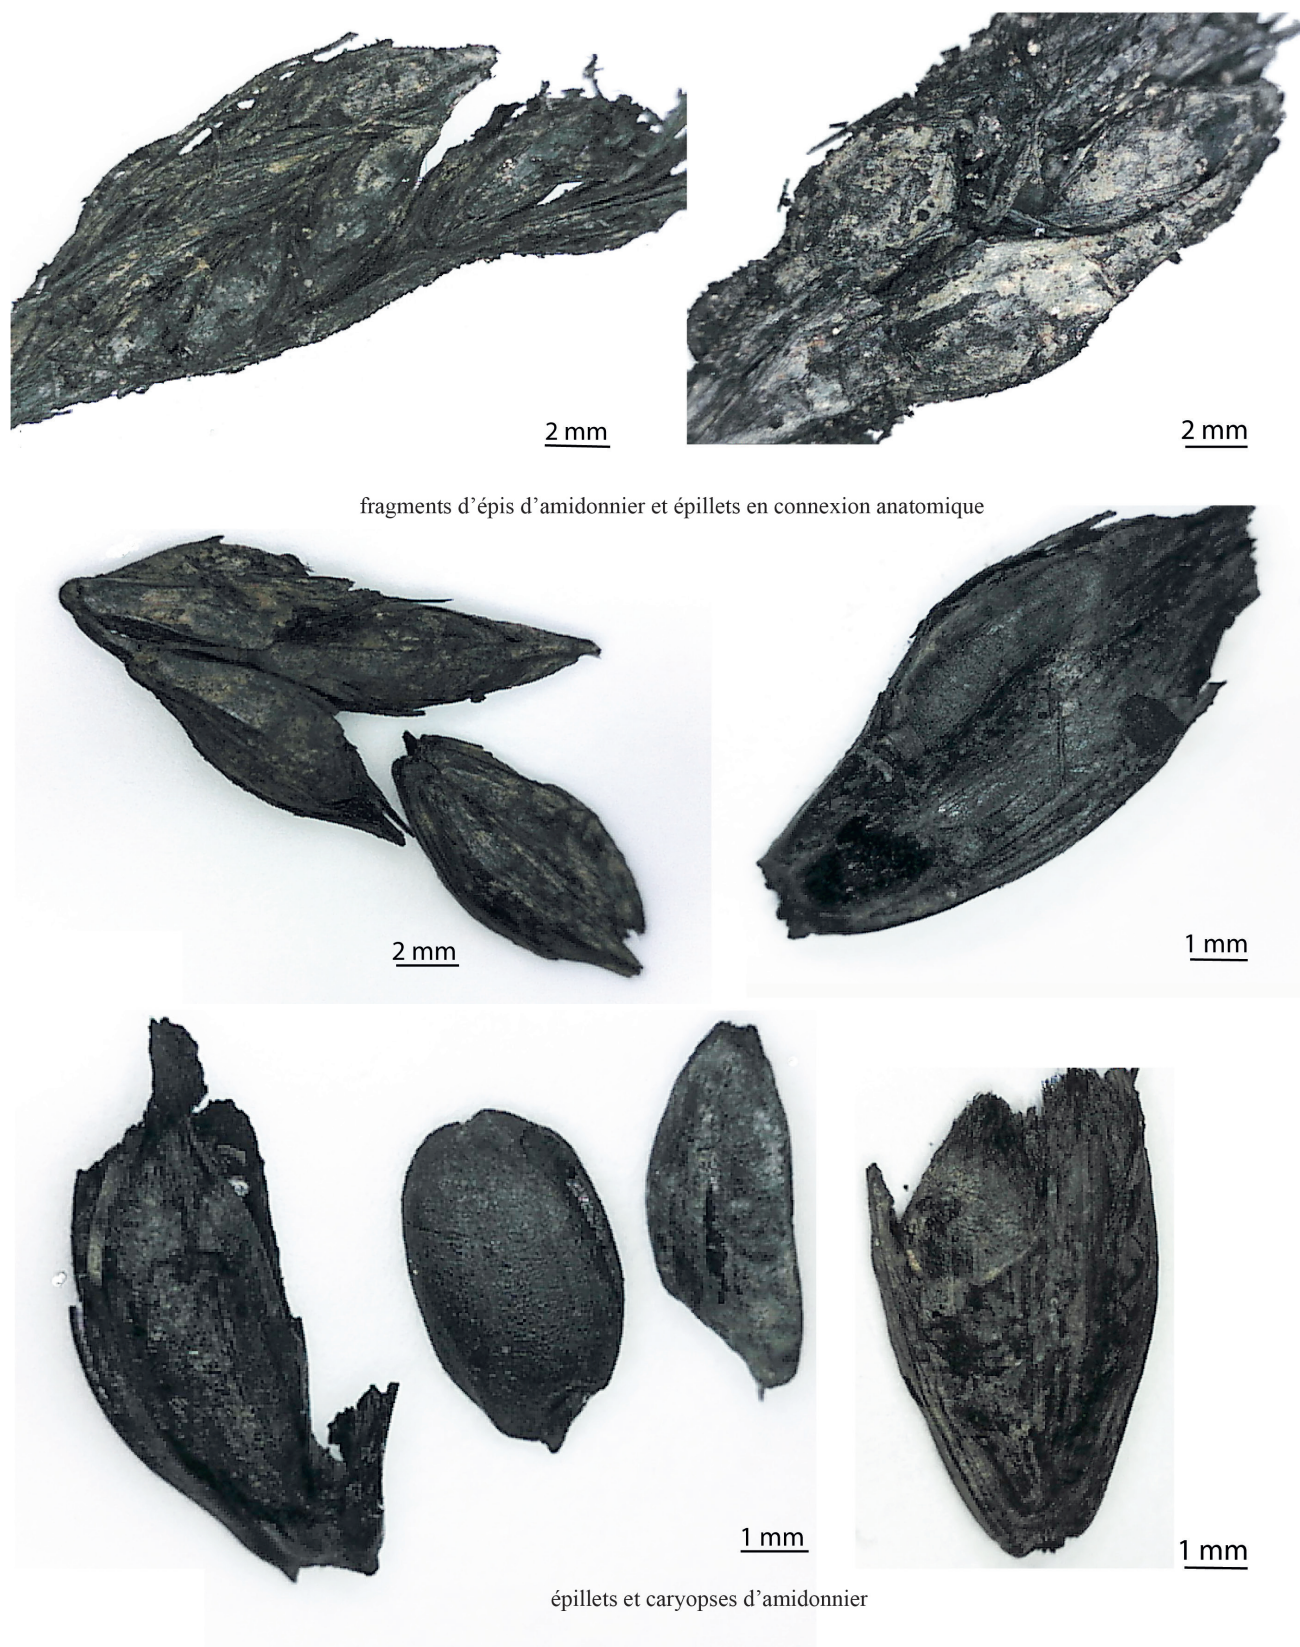 2 mm
2 mm
fragments d’épis d’amidonnier et épillets en connexion anatomique
2 mm
1 mm
1 mm
1 mm
épillets et caryopses d’amidonnier